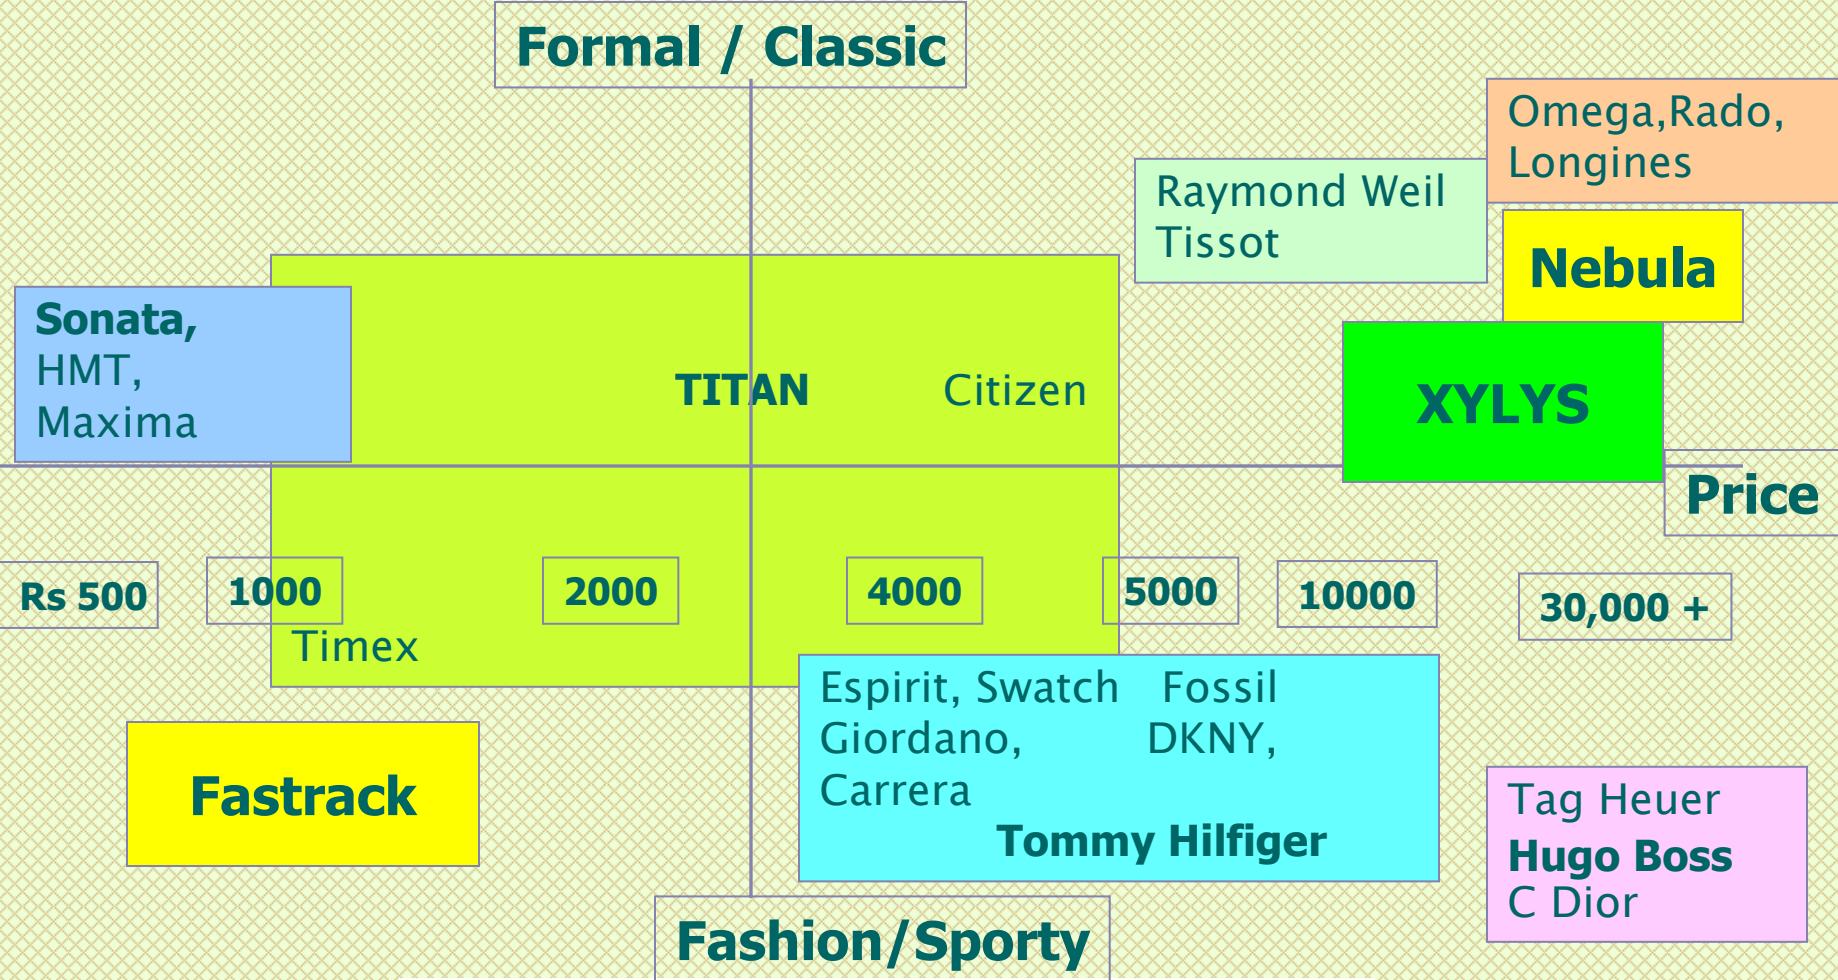 Formal / Classic
Omega,Rado,
Longines
Raymond Weil
Tissot
Nebula
Sonata,
HMT,
Maxima
TITAN Citizen
XYLYS
Price
Rs 500 1000 2000 4000 5000 10000 30,000 +
Timex
Espirit, Swatch Fossil
Giordano, DKNY,
Carrera
Tommy Hilfiger
Fastrack
Tag Heuer
Hugo Boss
C Dior
Fashion/Sporty